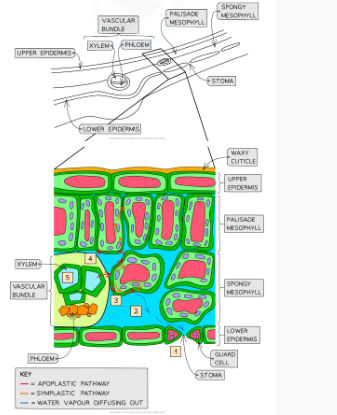 SPONGY
MESOPHYLL
PALISADE
MESOPHYLL
VASCULAR
BUNDLE
XYLEM
PHLOEM
UPPER EPIDERMIS
STOMA
LOWER EPIDERMIS
WAXY
CUTICLE
UPPER
EPIDERMIS
PALISADE
MESOPHYLL
4
XYLEM
5
VASCULAR
BUNDLE
3
2
SPONGY
MESOPHYLL
LOWER
EPIDERMIS
1
PHLOEM
GUARD
CELL
STOMA
KEY
= APOPLASTIC PATHWAY
= SYMPLASTIC PATHWAY
= WATER VAPOUR DIFFUSING OUT